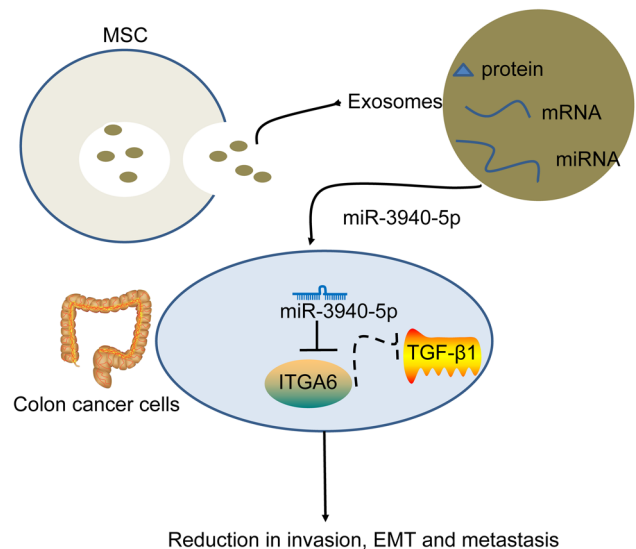 MSC
protein
Exosomes
mRNA
miRNA
miR-3940-5p
miR-3940-5p
ITGA6
TGF-β1
Colon cancer cells
Reduction in invasion, EMT and metastasis